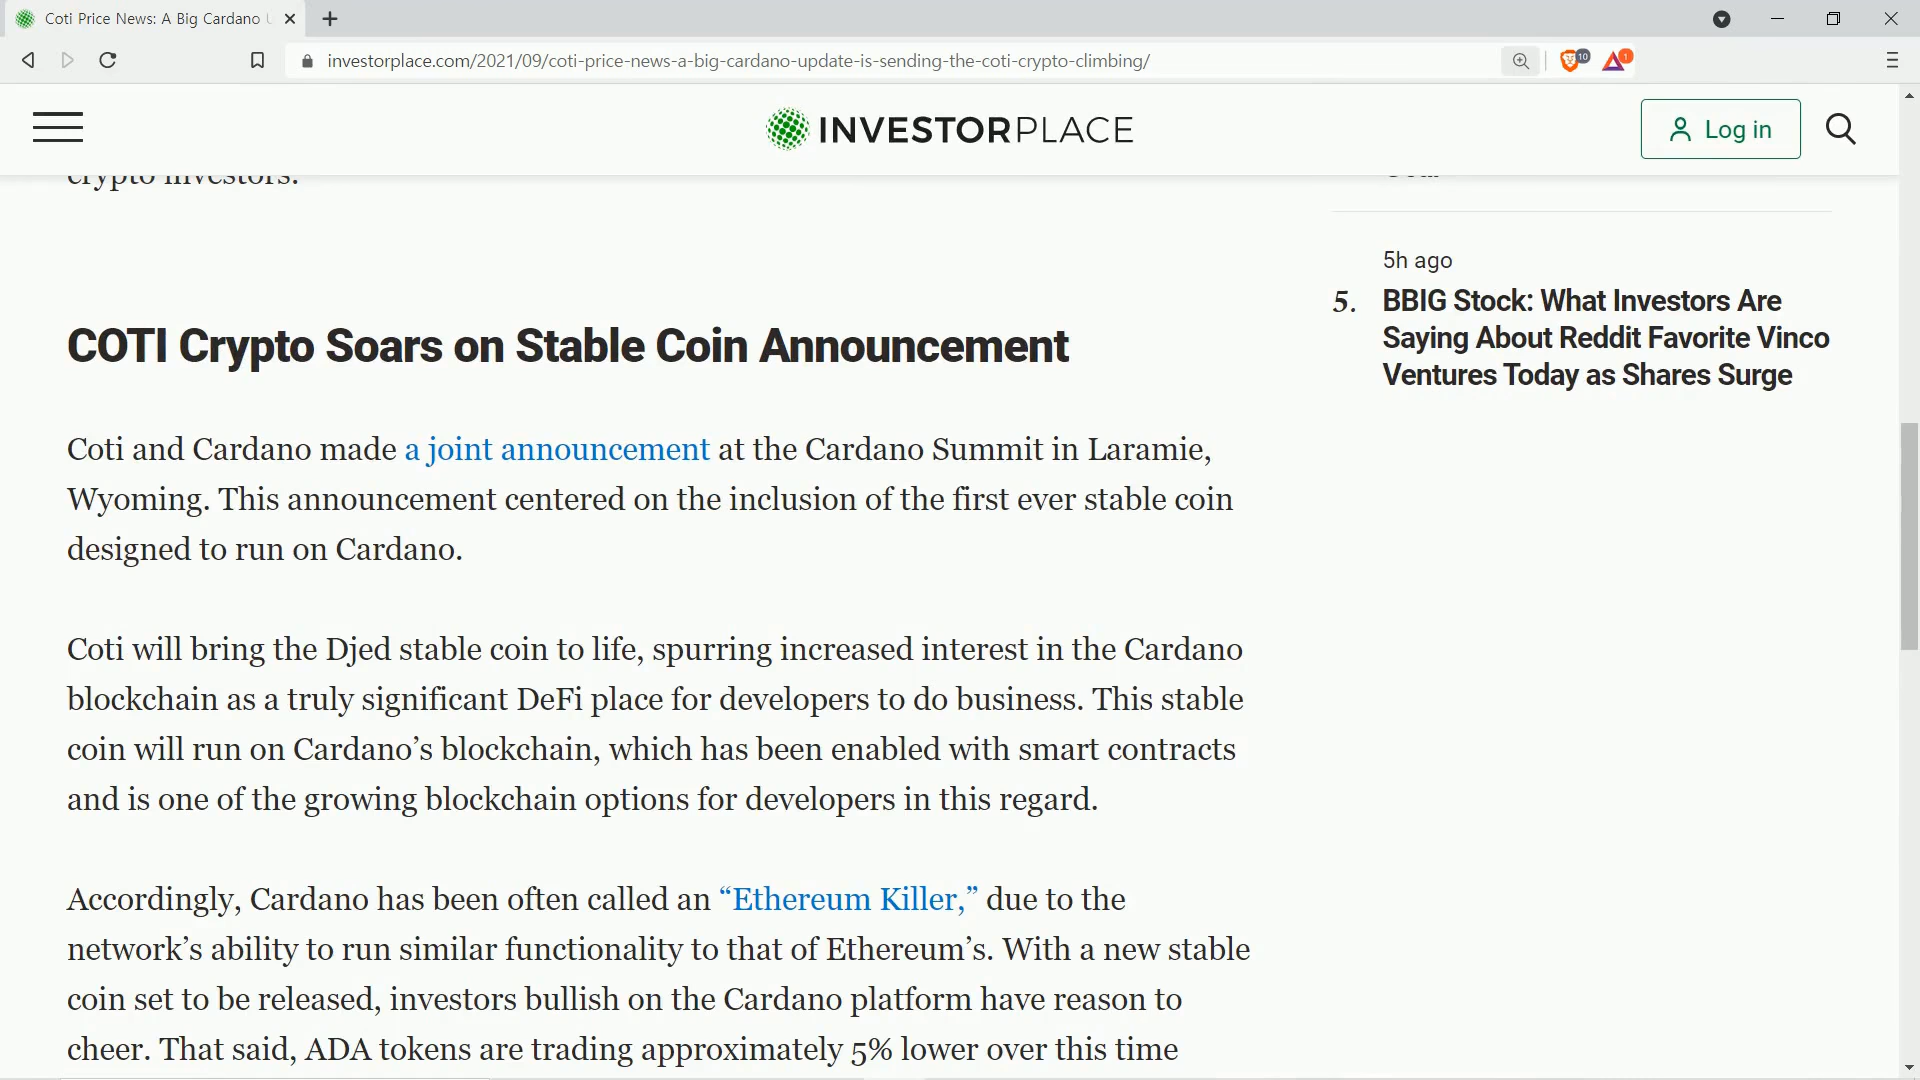 Coti Price News: A Big Cardano U
investorplace.com/2021/09/coti-price-news-a-big-cardano-update-is-sending-the-coti-crypto-climbing/
10
1
INVESTORPLACE
Log in
crypto investors.
5h ago
5. BBIG Stock: What Investors Are
Saying About Reddit Favorite Vinco
Ventures Today as Shares Surge
COTI Crypto Soars on Stable Coin Announcement
Coti and Cardano made a joint announcement at the Cardano Summit in Laramie,
Wyoming. This announcement centered on the inclusion of the first ever stable coin
designed to run on Cardano.
Coti will bring the Djed stable coin to life, spurring increased interest in the Cardano
blockchain as a truly significant DeFi place for developers to do business. This stable
coin will run on Cardano’s blockchain, which has been enabled with smart contracts
and is one of the growing blockchain options for developers in this regard.
Accordingly, Cardano has been often called an “Ethereum Killer,” due to the
network’s ability to run similar functionality to that of Ethereum’s. With a new stable
coin set to be released, investors bullish on the Cardano platform have reason to
cheer. That said, ADA tokens are trading approximately 5% lower over this time